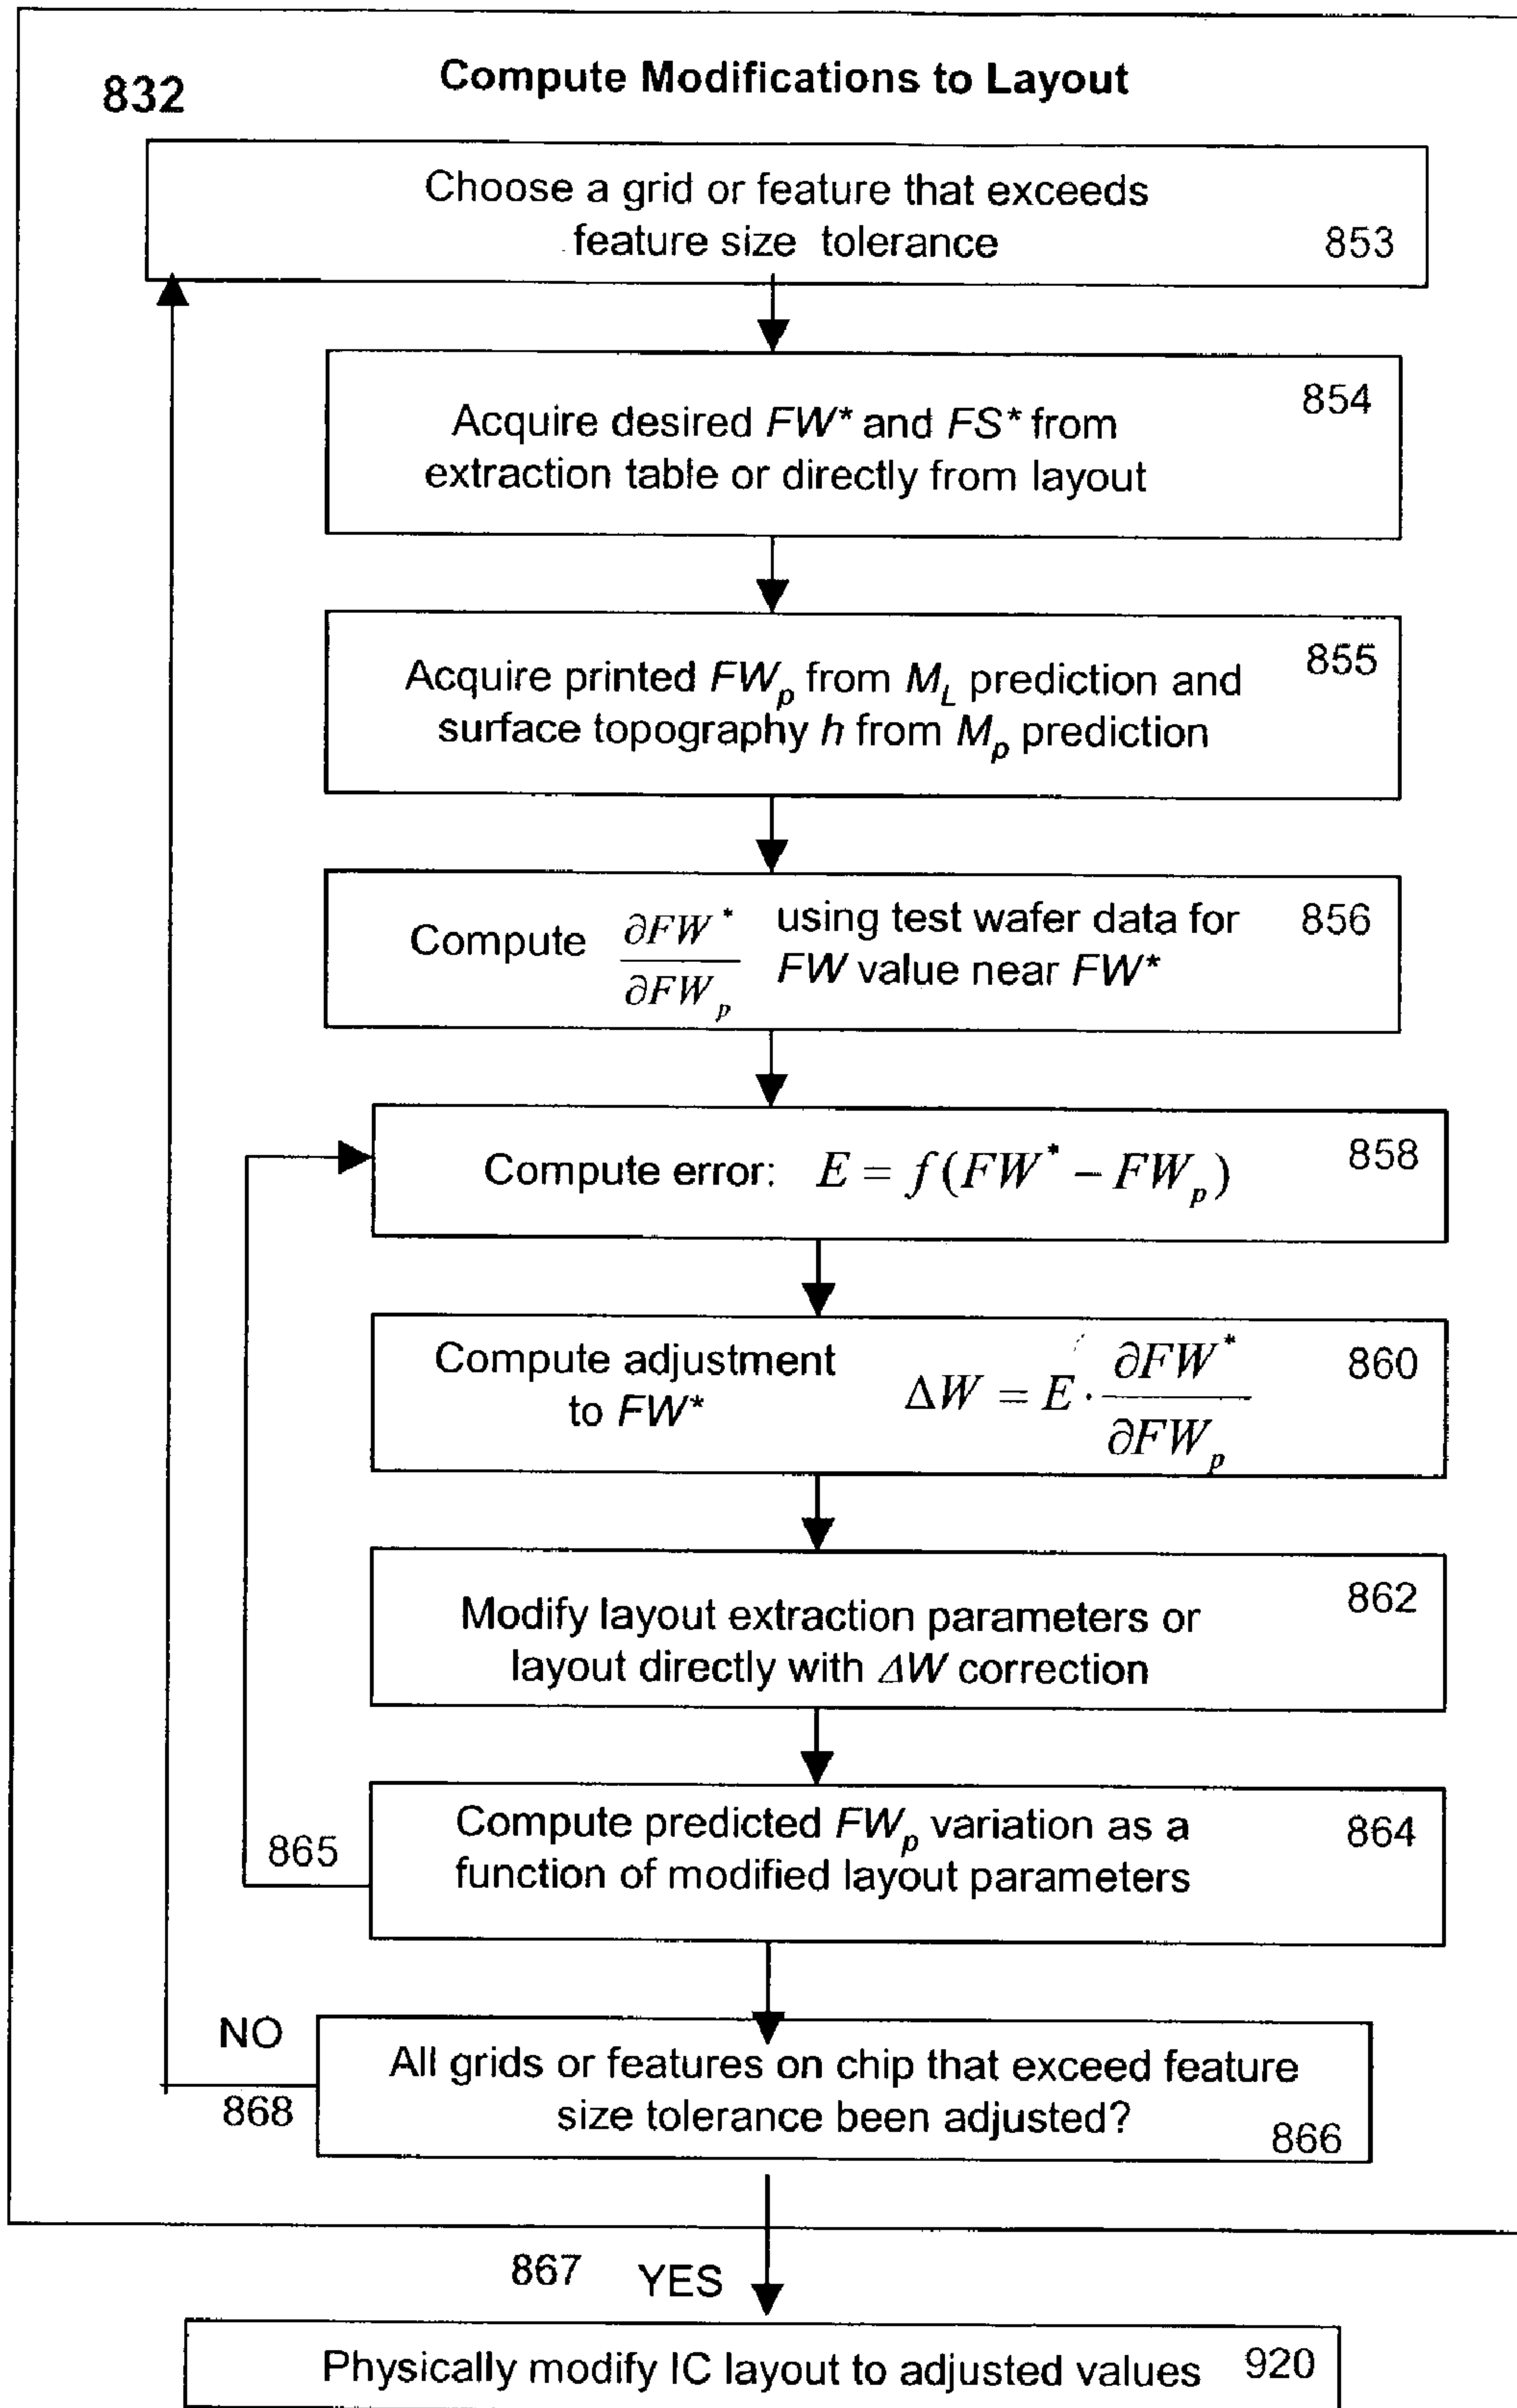 832
Compute Modifications to Layout
Choose a grid or feature that exceeds
feature size tolerance
853
854
Acquire desired FW* and FS* from
extraction table or directly from layout
855
Acquire printed FWp from ML prediction and
surface topography h from Mp prediction
Compute ∂FW*/∂FWp using test wafer data for 856
FW value near FW*
Compute error: E = f(FW* − FWp) 858
Compute adjustment
to FW*
ΔW = E · ∂FW*/∂FWp
860
862
Modify layout extraction parameters or
layout directly with ΔW correction
Compute predicted FWp variation as a 864
function of modified layout parameters
865
NO
868
All grids or features on chip that exceed feature
size tolerance been adjusted?
866
867 YES
Physically modify IC layout to adjusted values 920